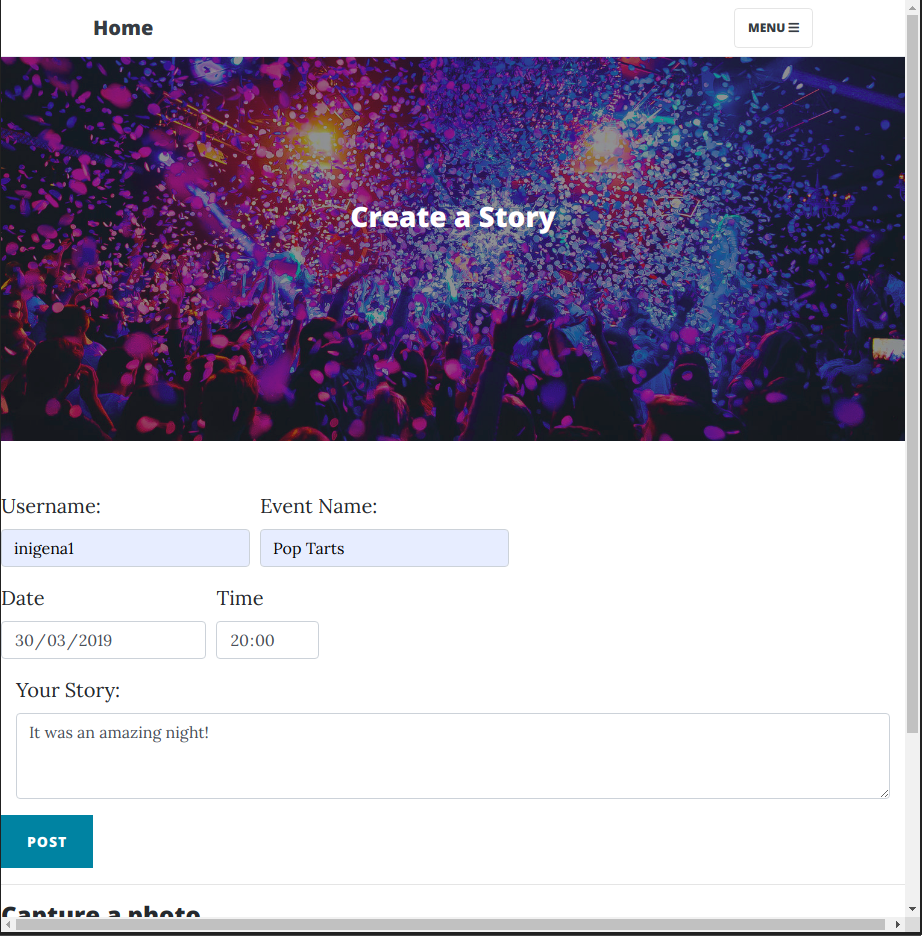 Home
MENU
Create a Story
Username:
Event Name:
inigena1
Pop Tarts
Date
Time
30/03/2019
20:00
Your Story:
It was an amazing night!
POST
Capture a photo